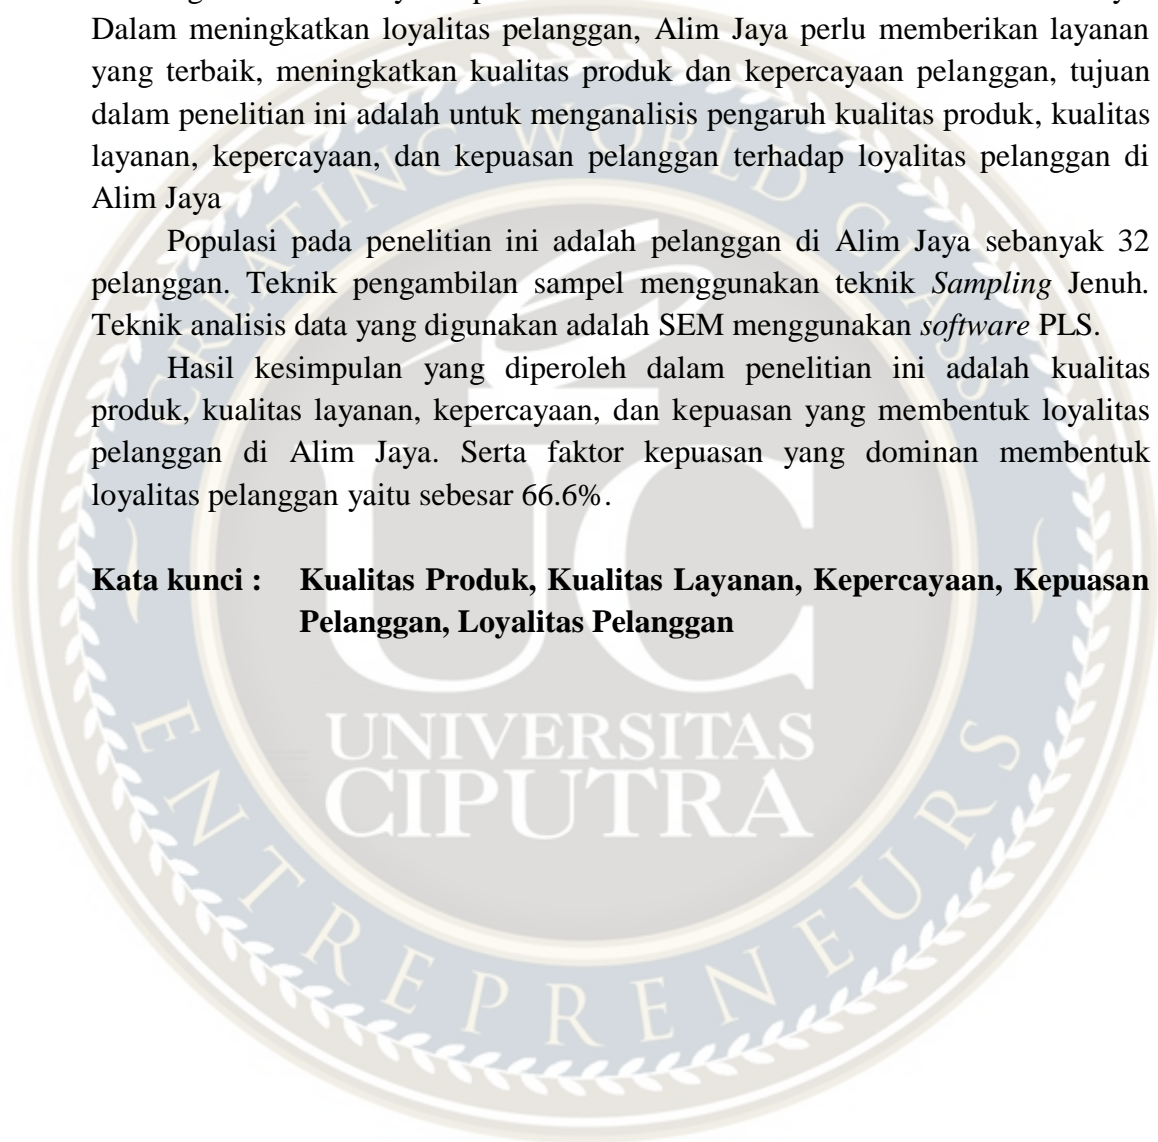 Dalam meningkatkan loyalitas pelanggan, Alim Jaya perlu memberikan layanan
yang terbaik, meningkatkan kualitas produk dan kepercayaan pelanggan, tujuan
dalam penelitian ini adalah untuk menganalisis pengaruh kualitas produk, kualitas
layanan, kepercayaan, dan kepuasan pelanggan terhadap loyalitas pelanggan di
Alim Jaya
Populasi pada penelitian ini adalah pelanggan di Alim Jaya sebanyak 32
pelanggan. Teknik pengambilan sampel menggunakan teknik Sampling Jenuh.
Teknik analisis data yang digunakan adalah SEM menggunakan software PLS.
Hasil kesimpulan yang diperoleh dalam penelitian ini adalah kualitas
produk, kualitas layanan, kepercayaan, dan kepuasan yang membentuk loyalitas
pelanggan di Alim Jaya. Serta faktor kepuasan yang dominan membentuk
loyalitas pelanggan yaitu sebesar 66.6%.
Kata kunci : Kualitas Produk, Kualitas Layanan, Kepercayaan, Kepuasan
Pelanggan, Loyalitas Pelanggan
CREATING WORLD CLASS
UC
UNIVERSITAS
CIPUTRA
ENTREPRENEURS